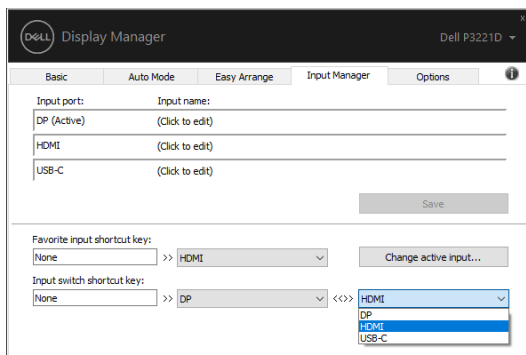 DELL Display Manager Dell P3221D
x
Basic Auto Mode Easy Arrange Input Manager Options i
Input port: Input name:
DP (Active) (Click to edit)
HDMI (Click to edit)
USB-C (Click to edit)
Save
Favorite input shortcut key:
None >> HDMI Change active input...
Input switch shortcut key:
None >> DP <<>> HDMI
DP
HDMI
USB-C